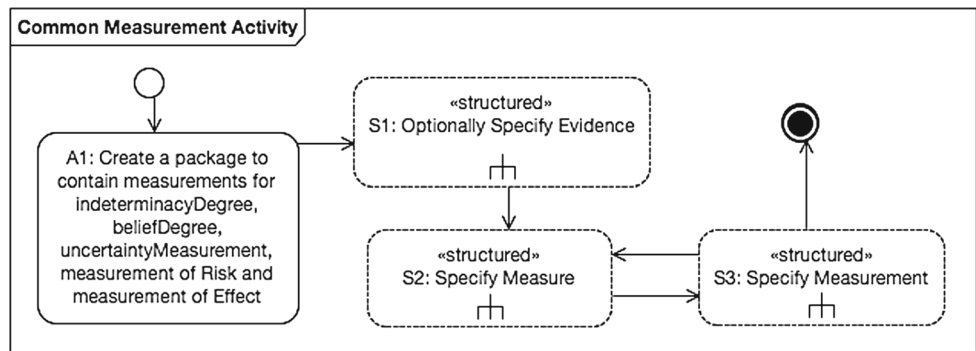 Common Measurement Activity
A1: Create a package to
contain measurements for
indeterminacyDegree,
beliefDegree,
uncertaintyMeasurement,
measurement of Risk and
measurement of Effect
«structured»
S1: Optionally Specify Evidence
«structured»
S2: Specify Measure
«structured»
S3: Specify Measurement